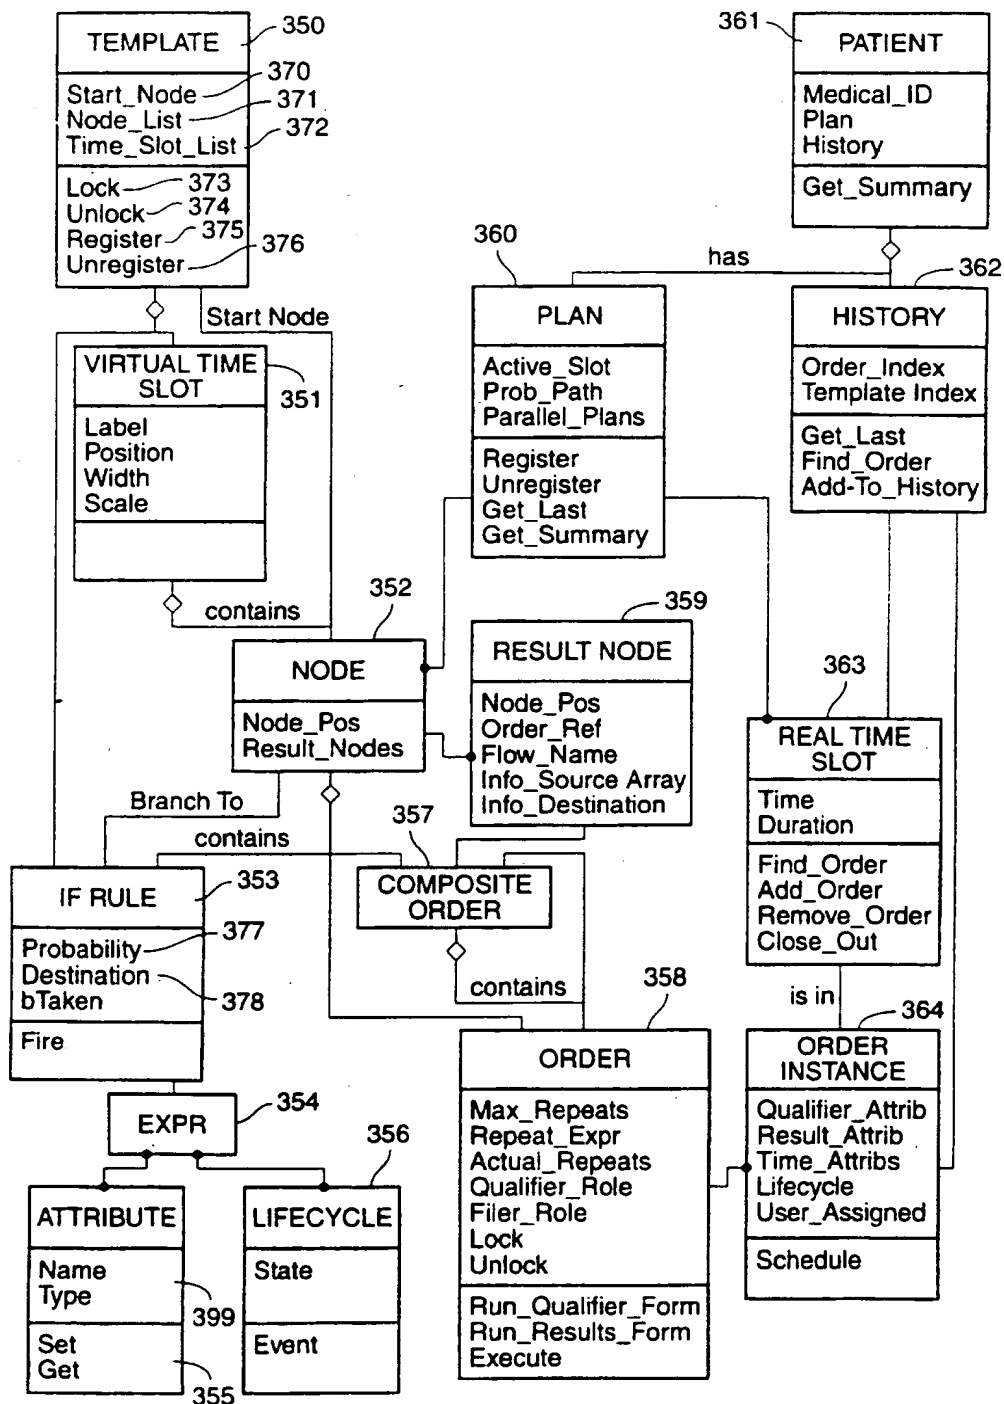 TEMPLATE
350
Start_Node
370
Node_List
371
Time_Slot_List
372
Lock
373
Unlock
374
Register
375
Unregister
376
361
PATIENT
Medical_ID
Plan
History
Get_Summary
has
360
362
Start Node
PLAN
Active_Slot
Prob_Path
Parallel_Plans
Register
Unregister
Get_Last
Get_Summary
HISTORY
Order_Index
Template Index
Get_Last
Find_Order
Add-To_History
VIRTUAL TIME
SLOT
351
Label
Position
Width
Scale
contains
352
NODE
Node_Pos
Result_Nodes
359
RESULT NODE
Node_Pos
Order_Ref
Flow_Name
Info_Source Array
Info_Destination
363
REAL TIME
SLOT
Time
Duration
Find_Order
Add_Order
Remove_Order
Close_Out
Branch To
contains
357
COMPOSITE
ORDER
contains
IF RULE
353
Probability
377
Destination
bTaken
378
Fire
358
ORDER
Max_Repeats
Repeat_Expr
Actual_Repeats
Qualifier_Role
Filer_Role
Lock
Unlock
Run_Qualifier_Form
Run_Results_Form
Execute
is in
364
ORDER
INSTANCE
Qualifier_Attrib
Result_Attrib
Time_Attribs
Lifecycle
User_Assigned
Schedule
EXPR
354
356
ATTRIBUTE
Name
Type
399
Set
Get
355
LIFECYCLE
State
Event